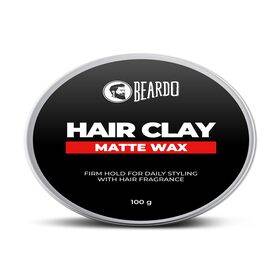 BEARDO
HAIR CLAY
MATTE WAX
FIRM HOLD FOR DAILY STYLING
WITH HAIR FRAGRANCE
100 g